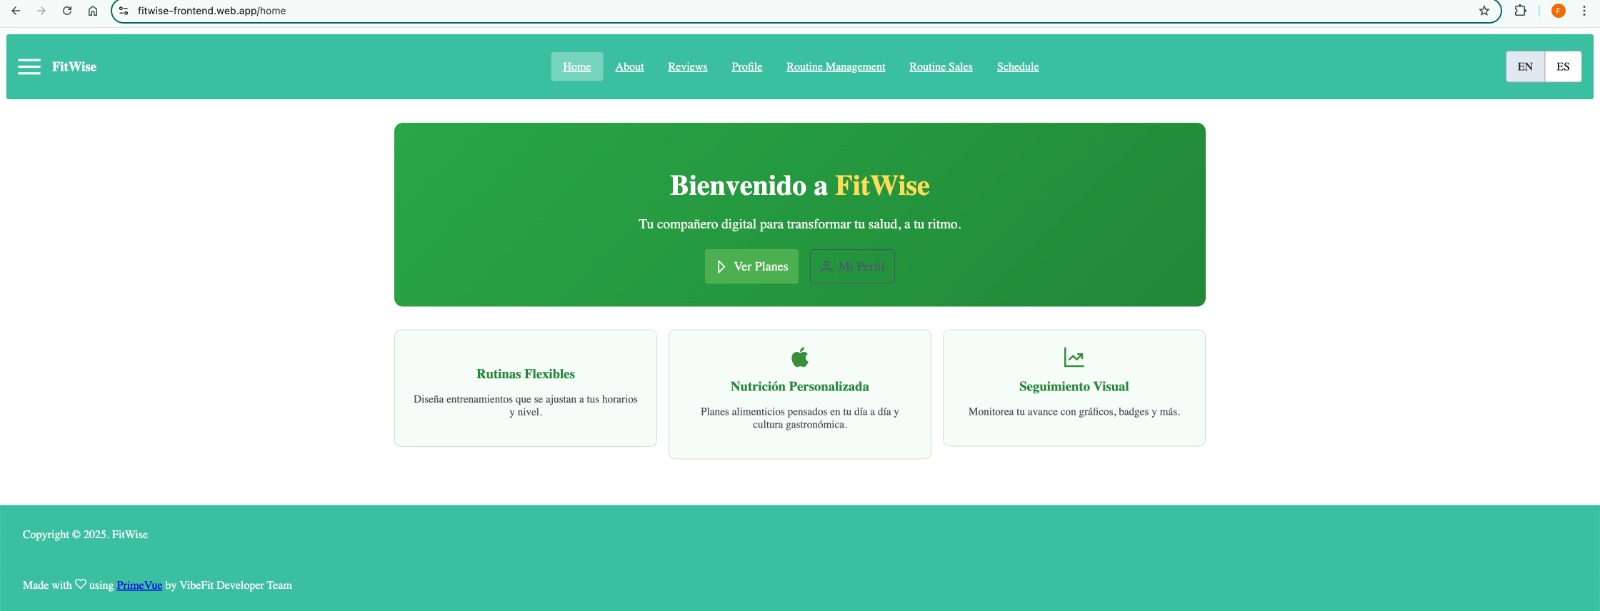 fitwise-frontend.web.app/home
F
FitWise
Home About Reviews Profile Routine Management Routine Sales Schedule
EN ES
Bienvenido a FitWise
Tu compañero digital para transformar tu salud, a tu ritmo.
Ver Planes Mi Perfil
Rutinas Flexibles
Diseña entrenamientos que se ajustan a tus horarios
y nivel.
Nutrición Personalizada
Planes alimenticios pensados en tu día a día y
cultura gastronómica.
Seguimiento Visual
Monitorea tu avance con gráficos, badges y más.
Copyright © 2025. FitWise
Made with ♡ using PrimeVue by VibeFit Developer Team